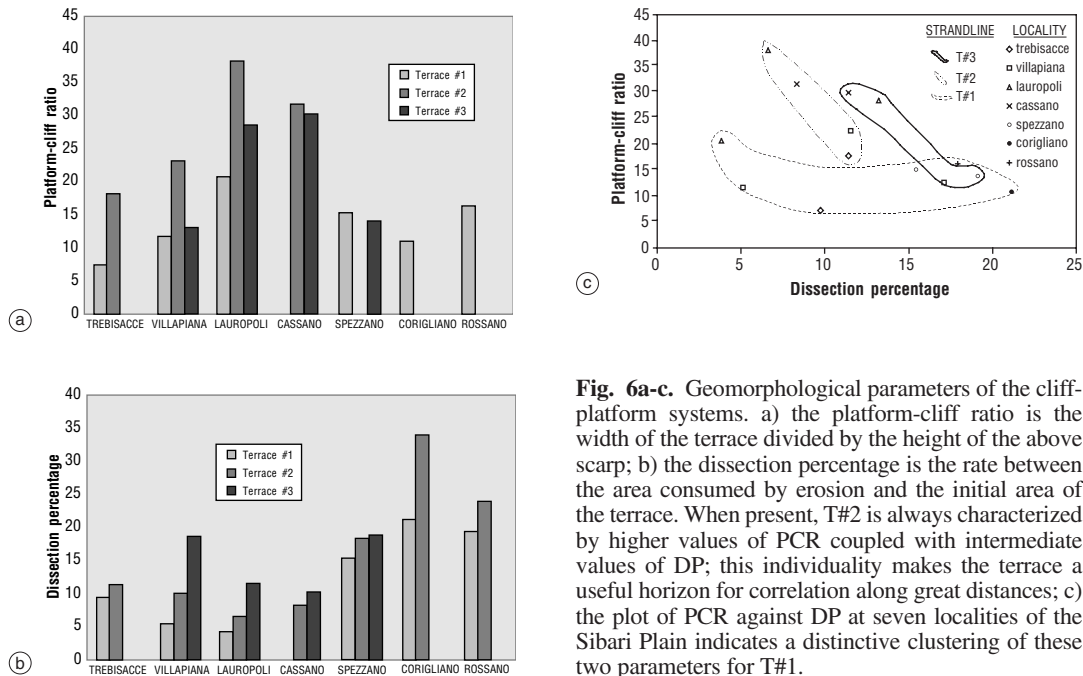 45
40
35
30
25
20
15
10
5
0
Platform-cliff ratio
Terrace #1
Terrace #2
Terrace #3
TREBISACCE VILLAPIANA LAUROPOLI CASSANO SPEZZANO CORIGLIANO ROSSANO
a
45
40
35
30
25
20
15
10
5
0
Platform-cliff ratio
STRANDLINE LOCALITY
T#3
T#2
T#1
trebisacce
villapiana
lauropoli
cassano
spezzano
corigliano
rossano
0 5 10 15 20 25
Dissection percentage
c
40
35
30
25
20
15
10
5
0
Dissection percentage
Terrace #1
Terrace #2
Terrace #3
TREBISACCE VILLAPIANA LAUROPOLI CASSANO SPEZZANO CORIGLIANO ROSSANO
b
Fig. 6a-c. Geomorphological parameters of the cliff-
platform systems. a) the platform-cliff ratio is the
width of the terrace divided by the height of the above
scarp; b) the dissection percentage is the rate between
the area consumed by erosion and the initial area of
the terrace. When present, T#2 is always characterized
by higher values of PCR coupled with intermediate
values of DP; this individuality makes the terrace a
useful horizon for correlation along great distances; c)
the plot of PCR against DP at seven localities of the
Sibari Plain indicates a distinctive clustering of these
two parameters for T#1.